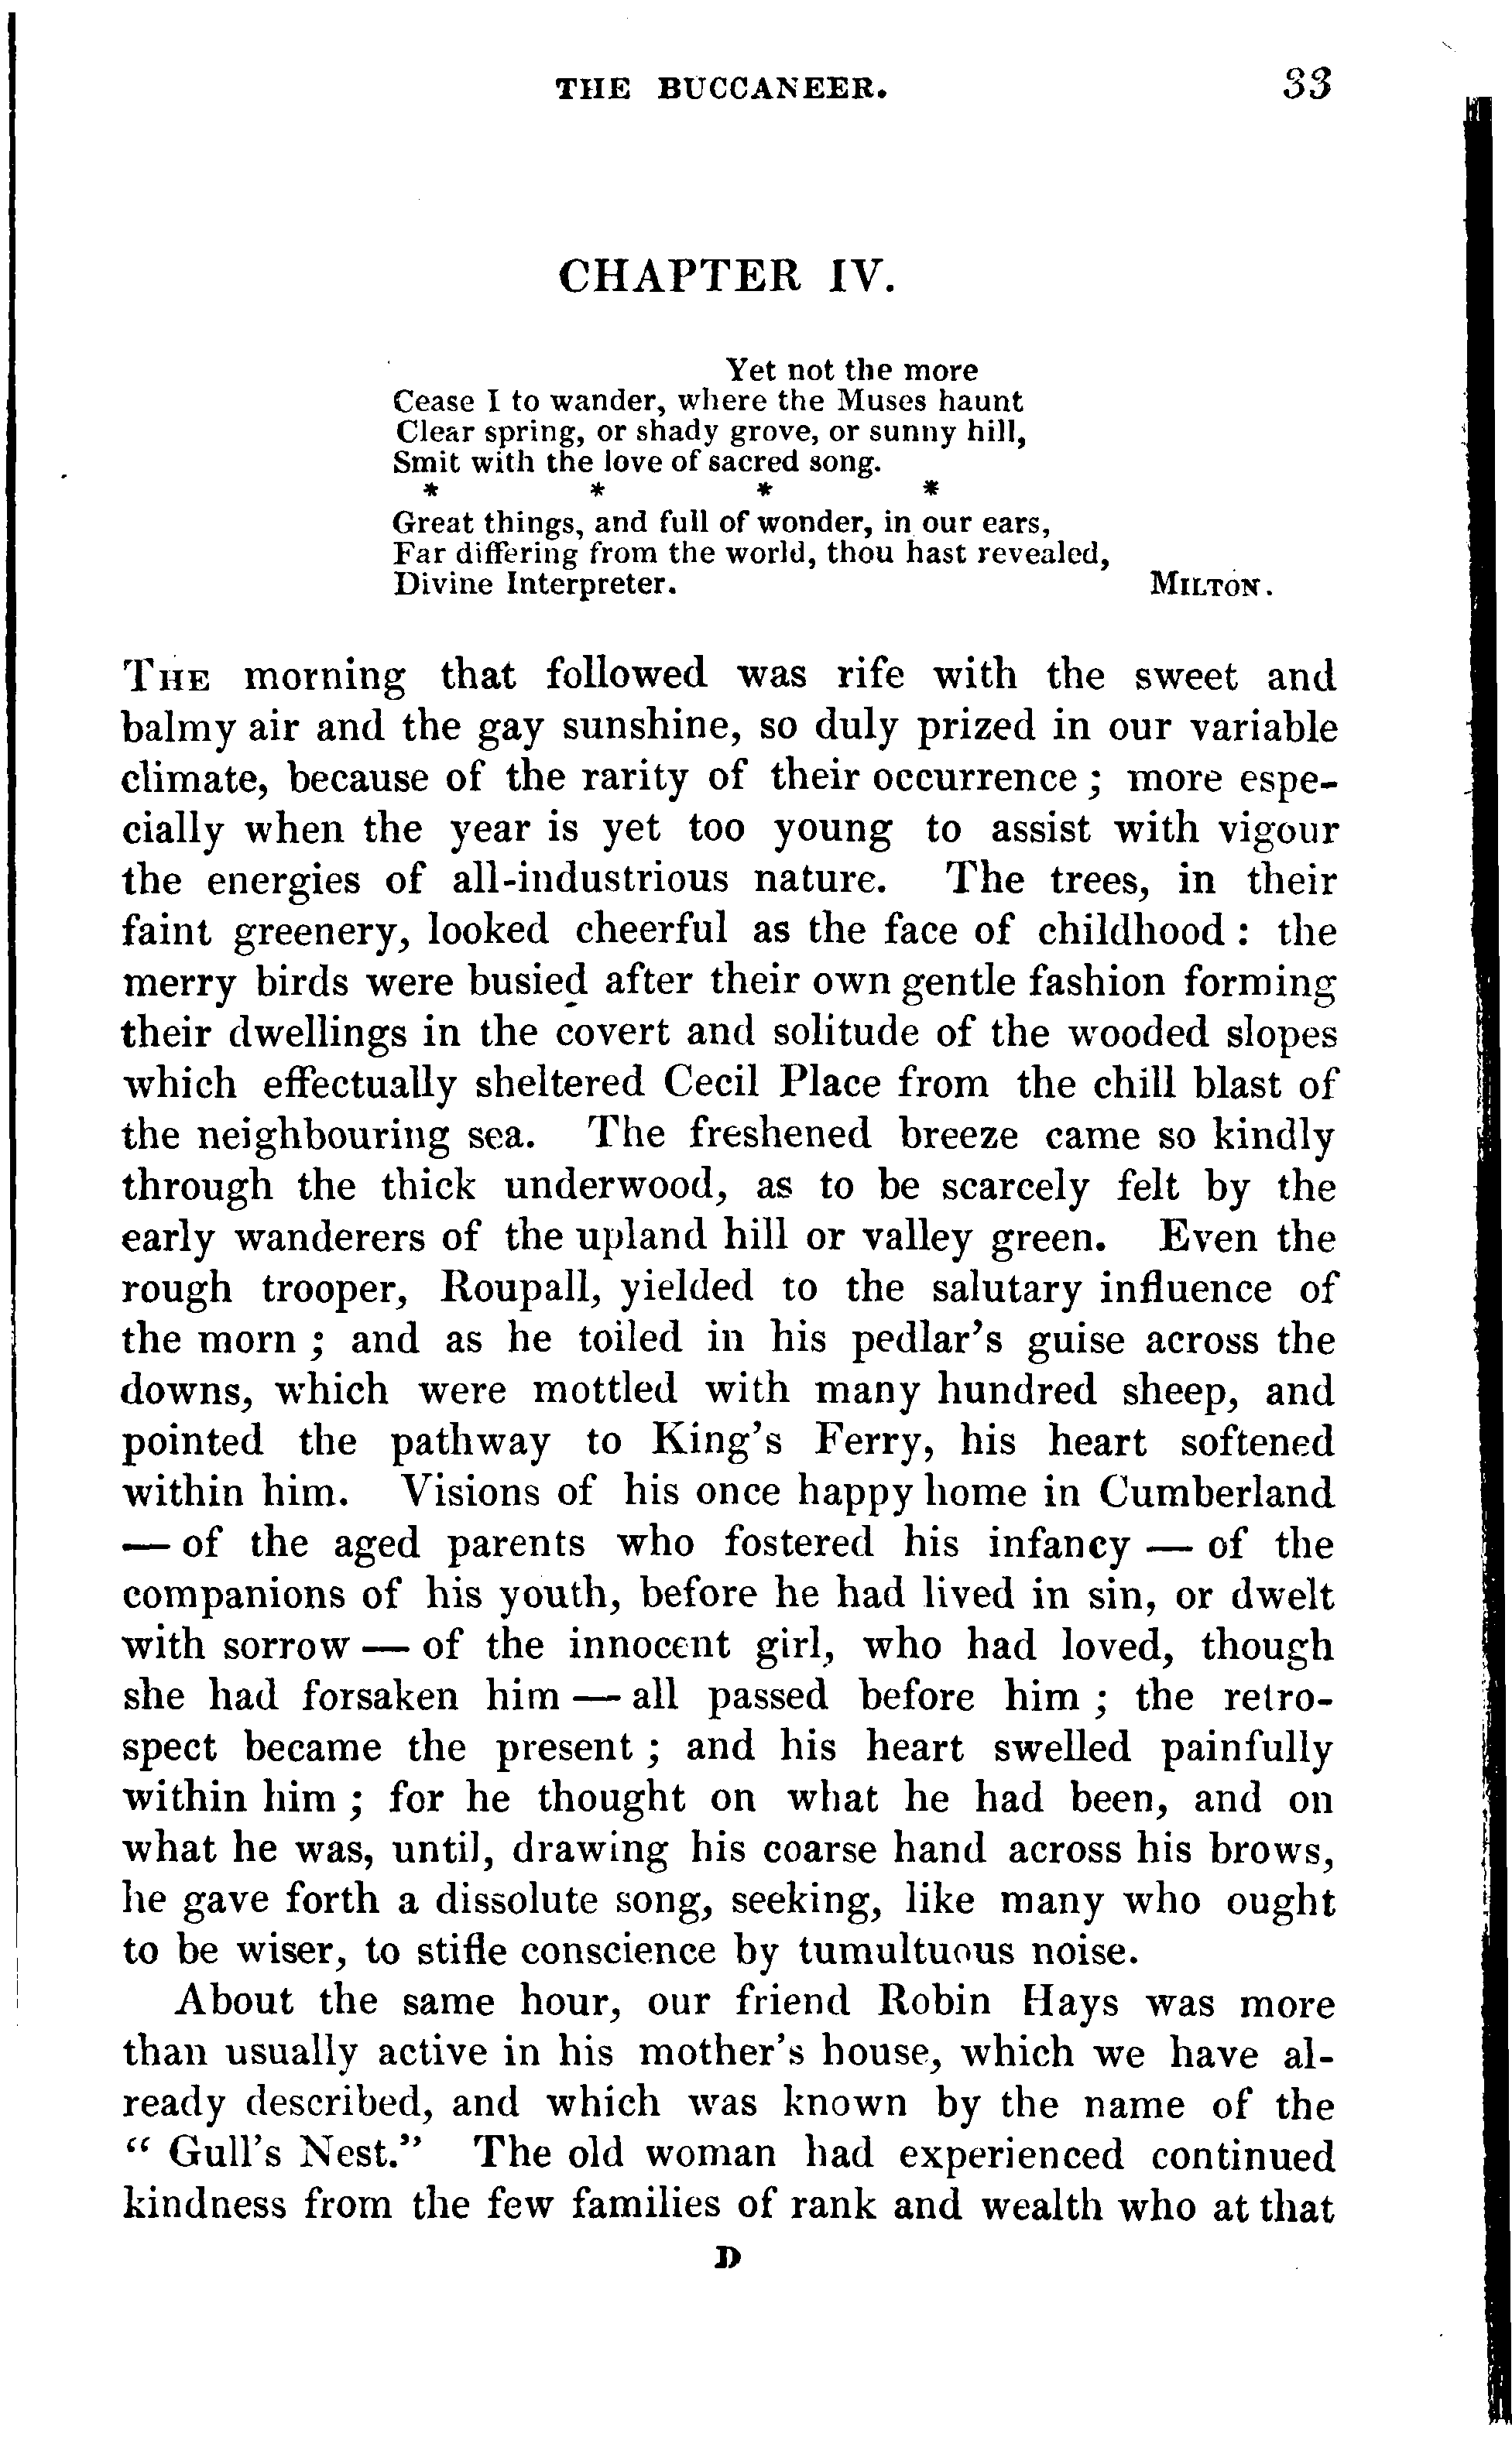 THE BUCCANEER. 33
CHAPTER IV.
Yet not the more
Cease I to wander, where the Muses haunt
Clear spring, or shady grove, or sunny hill,
Smit with the love of sacred song.
* * * *
Great things, and full of wonder, in our ears,
Far differing from the world, thou hast revealed,
Divine Interpreter. MILTON.
THE morning that followed was rife with the sweet and
balmy air and the gay sunshine, so duly prized in our variable
climate, because of the rarity of their occurrence; more espe-
cially when the year is yet too young to assist with vigour
the energies of all-industrious nature. The trees, in their
faint greenery, looked cheerful as the face of childhood: the
merry birds were busied after their own gentle fashion forming
their dwellings in the covert and solitude of the wooded slopes
which effectually sheltered Cecil Place from the chill blast of
the neighbouring sea. The freshened breeze came so kindly
through the thick underwood, as to be scarcely felt by the
early wanderers of the upland hill or valley green. Even the
rough trooper, Roupall, yielded to the salutary influence of
the morn; and as he toiled in his pedlar's guise across the
downs, which were mottled with many hundred sheep, and
pointed the pathway to King's Ferry, his heart softened
within him. Visions of his once happy home in Cumberland
— of the aged parents who fostered his infancy — of the
companions of his youth, before he had lived in sin, or dwelt
with sorrow — of the innocent girl, who had loved, though
she had forsaken him — all passed before him; the retro-
spect became the present; and his heart swelled painfully
within him; for he thought on what he had been, and on
what he was, until, drawing his coarse hand across his brows,
he gave forth a dissolute song, seeking, like many who ought
to be wiser, to stifle conscience by tumultuous noise.
About the same hour, our friend Robin Hays was more
than usually active in his mother's house, which we have al-
ready described, and which was known by the name of the
"Gull's Nest." The old woman had experienced continued
kindness from the few families of rank and wealth who at that
D